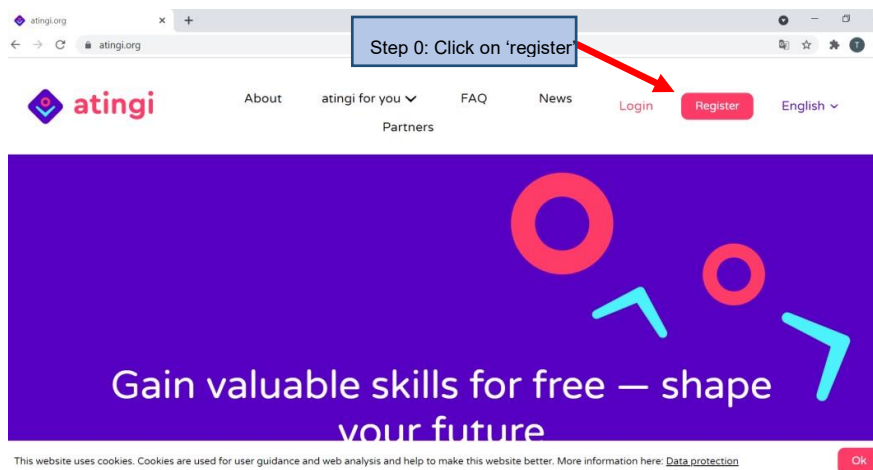 atingi.org
atingi.org
Step 0: Click on ‘register’
T
atingi
About
atingi for you
FAQ
News
Partners
Login
Register
English
Gain valuable skills for free — shape
your future
This website uses cookies. Cookies are used for user guidance and web analysis and help to make this website better. More information here: Data protection
Ok